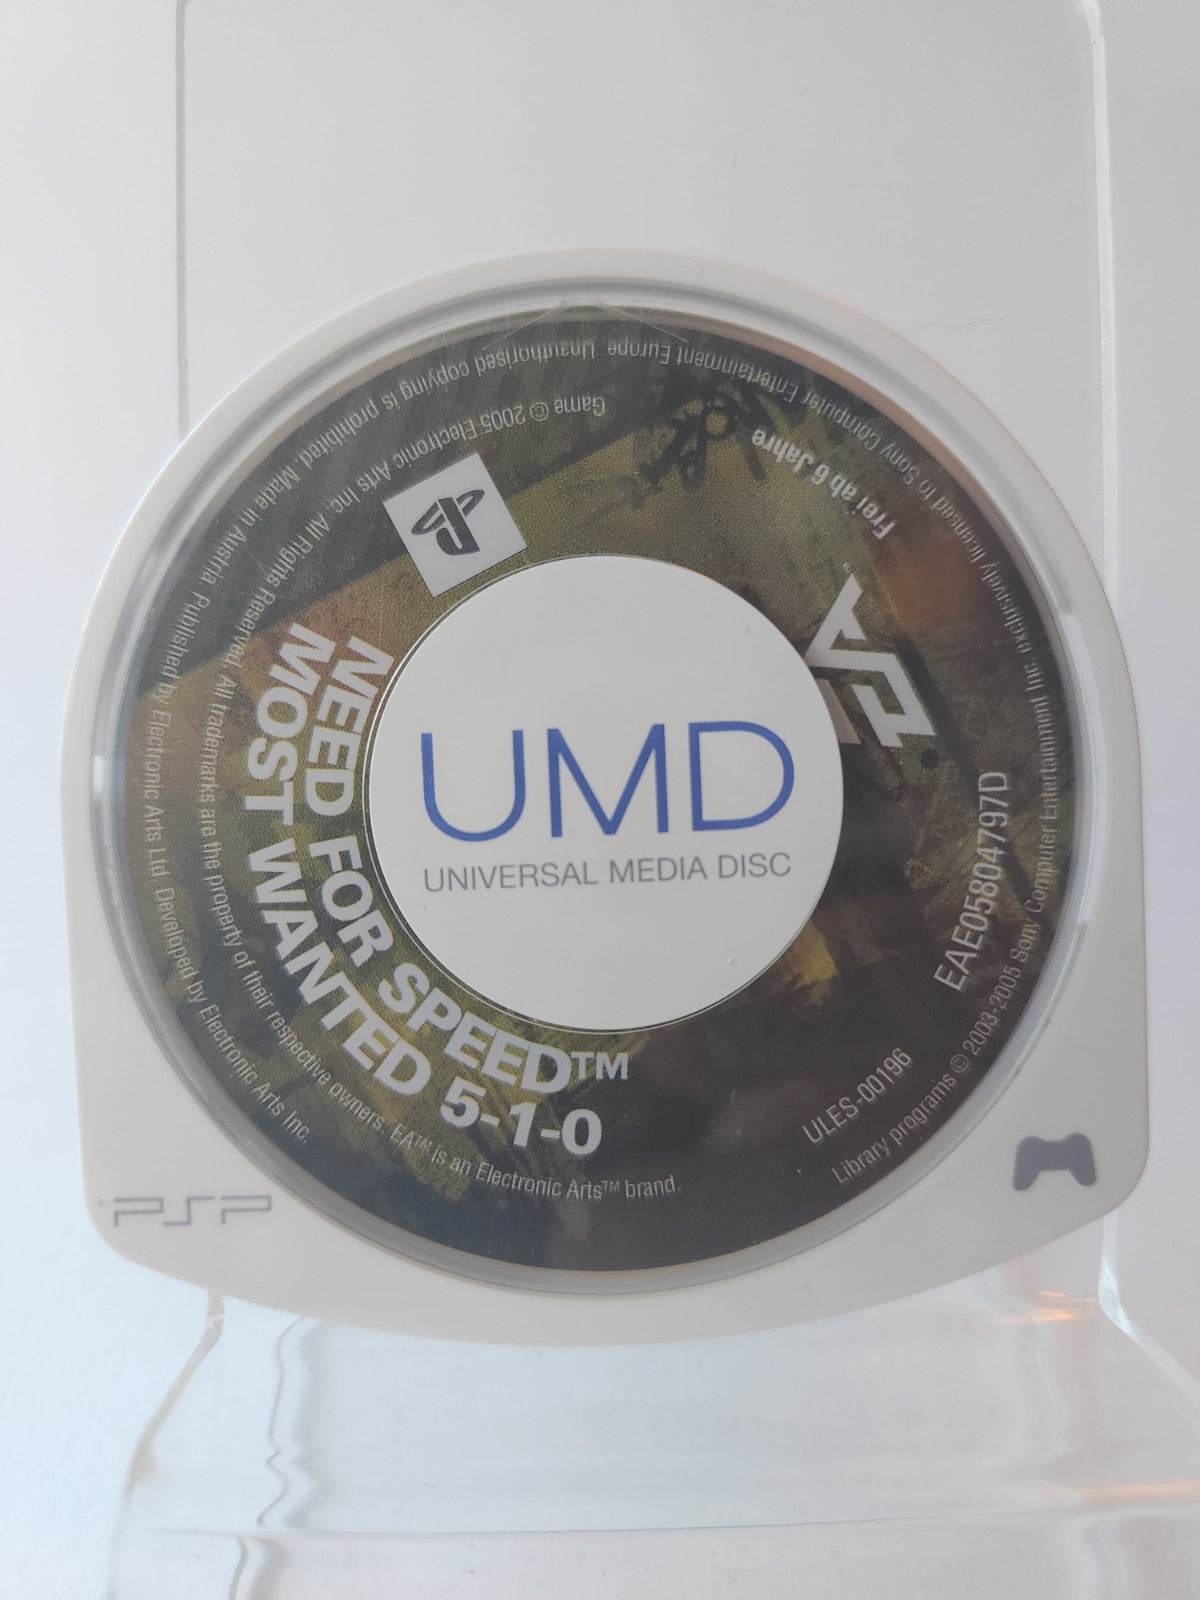 UMD
UNIVERSAL MEDIA DISC
NEED FOR SPEED™
MOST WANTED 5-1-0
Game © 2005 Electronic Arts Inc. All Rights Reserved. All trademarks are the property of their respective owners. EA™ is an Electronic Arts™ brand.
Unauthorised copying is prohibited. Made in Austria. Published by Electronic Arts Ltd. Developed by Electronic Arts Inc.
Library programs © 2003-2005 Sony Computer Entertainment Inc. exclusively licensed to Sony Computer Entertainment Europe
ULES-00196
EAE05804797D
Frei ab 6 Jahre
PSP